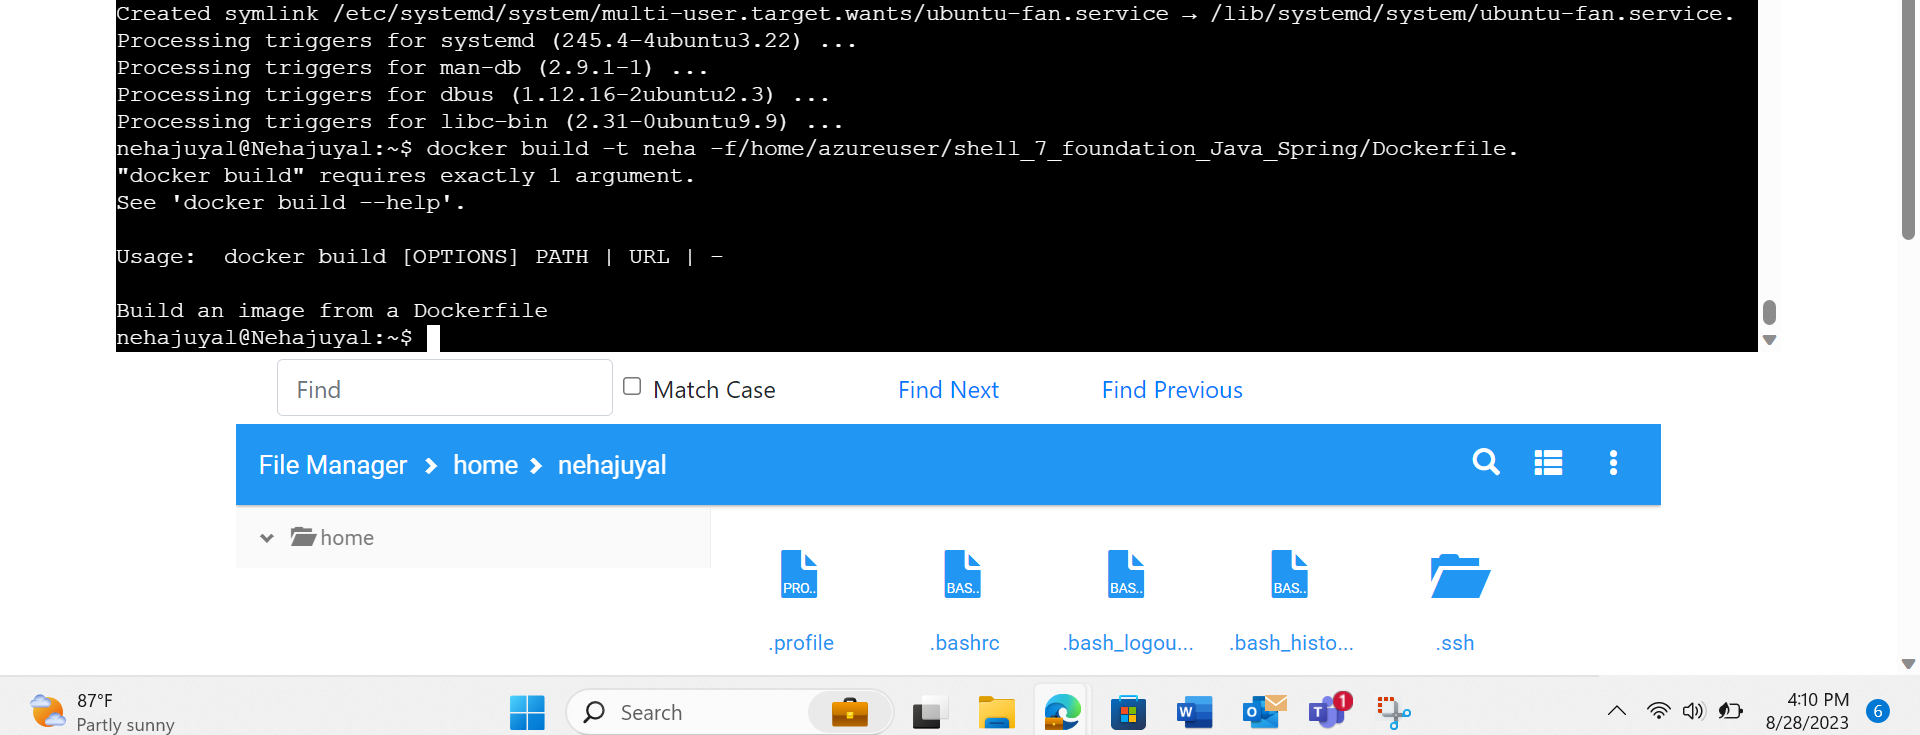 Created symlink /etc/systemd/system/multi-user.target.wants/ubuntu-fan.service → /lib/systemd/system/ubuntu-fan.service.
Processing triggers for systemd (245.4-4ubuntu3.22) ...
Processing triggers for man-db (2.9.1-1) ...
Processing triggers for dbus (1.12.16-2ubuntu2.3) ...
Processing triggers for libc-bin (2.31-0ubuntu9.9) ...
nehajuyal@Nehajuyal:~$ docker build -t neha -f/home/azureuser/shell_7_foundation_Java_Spring/Dockerfile.
"docker build" requires exactly 1 argument.
See 'docker build --help'.
Usage:  docker build [OPTIONS] PATH | URL | -
Build an image from a Dockerfile
nehajuyal@Nehajuyal:~$
Find
Match Case
Find Next
Find Previous
File Manager > home > nehajuyal
home
PRO..
BAS..
BAS..
BAS..
.profile
.bashrc
.bash_logou...
.bash_histo...
.ssh
87°F
Partly sunny
Search
W
O
T
1
4:10 PM
8/28/2023
6